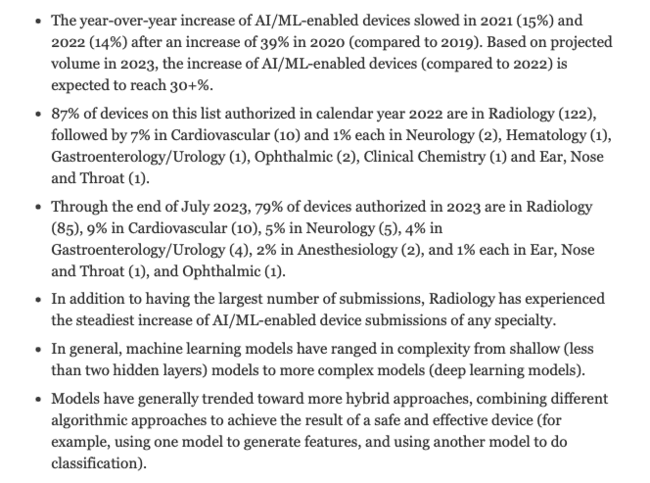 • The year-over-year increase of AI/ML-enabled devices slowed in 2021 (15%) and
2022 (14%) after an increase of 39% in 2020 (compared to 2019). Based on projected
volume in 2023, the increase of AI/ML-enabled devices (compared to 2022) is
expected to reach 30+%.
• 87% of devices on this list authorized in calendar year 2022 are in Radiology (122),
followed by 7% in Cardiovascular (10) and 1% each in Neurology (2), Hematology (1),
Gastroenterology/Urology (1), Ophthalmic (2), Clinical Chemistry (1) and Ear, Nose
and Throat (1).
• Through the end of July 2023, 79% of devices authorized in 2023 are in Radiology
(85), 9% in Cardiovascular (10), 5% in Neurology (5), 4% in
Gastroenterology/Urology (4), 2% in Anesthesiology (2), and 1% each in Ear, Nose
and Throat (1), and Ophthalmic (1).
• In addition to having the largest number of submissions, Radiology has experienced
the steadiest increase of AI/ML-enabled device submissions of any specialty.
• In general, machine learning models have ranged in complexity from shallow (less
than two hidden layers) models to more complex models (deep learning models).
• Models have generally trended toward more hybrid approaches, combining different
algorithmic approaches to achieve the result of a safe and effective device (for
example, using one model to generate features, and using another model to do
classification).